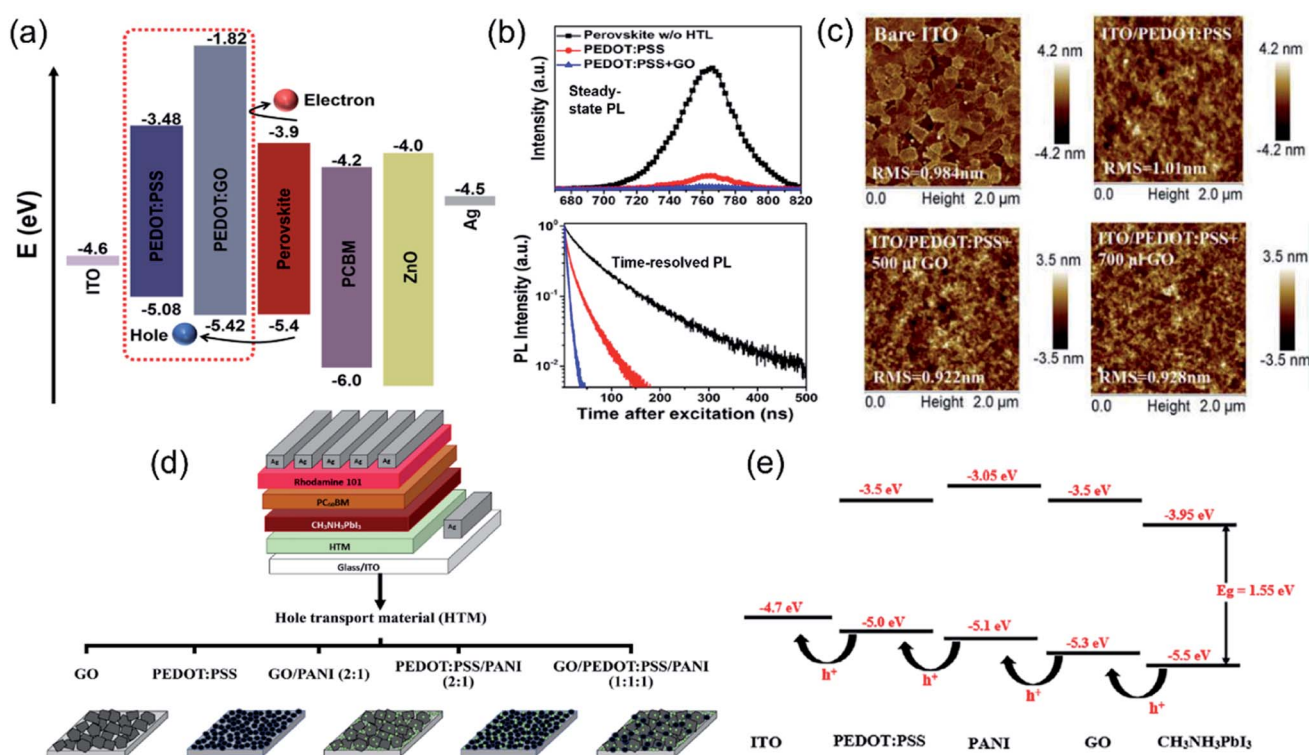 (a)
E (eV)
-4.6
ITO
-3.48
PEDOT:PSS
-5.08
-1.82
PEDOT:GO
-5.42
Electron
Hole
-3.9
Perovskite
-5.4
-4.2
PCBM
-6.0
-4.0
ZnO
-4.5
Ag
(b)
Intensity (a.u.)
Perovskite w/o HTL
PEDOT:PSS
PEDOT:PSS+GO
Steady-
state PL
680 700 720 740 760 780 800 820
PL Intensity (a.u.)
Time-resolved PL
10⁰
10⁻¹
10⁻²
0 100 200 300 400 500
Time after excitation (ns)
(c)
Bare ITO
RMS=0.984nm
0.0 Height 2.0 µm
4.2 nm
-4.2 nm
ITO/PEDOT:PSS
RMS=1.01nm
0.0 Height 2.0 µm
4.2 nm
-4.2 nm
ITO/PEDOT:PSS+
500 µl GO
RMS=0.922nm
0.0 Height 2.0 µm
3.5 nm
-3.5 nm
ITO/PEDOT:PSS+
700 µl GO
RMS=0.928nm
0.0 Height 2.0 µm
3.5 nm
-3.5 nm
(d)
Ag Ag Ag Ag Ag
Rhodamine 101
PC₆₀BM
CH₃NH₃PbI₃
Ag
HTM
Glass/ITO
Hole transport material (HTM)
GO
PEDOT:PSS
GO/PANI (2:1)
PEDOT:PSS/PANI
(2:1)
GO/PEDOT:PSS/PANI
(1:1:1)
(e)
-3.5 eV
-3.05 eV
-3.5 eV
-3.95 eV
Eg = 1.55 eV
-4.7 eV
-5.0 eV
-5.1 eV
-5.3 eV
-5.5 eV
h⁺
h⁺
h⁺
h⁺
ITO
PEDOT:PSS
PANI
GO
CH₃NH₃PbI₃